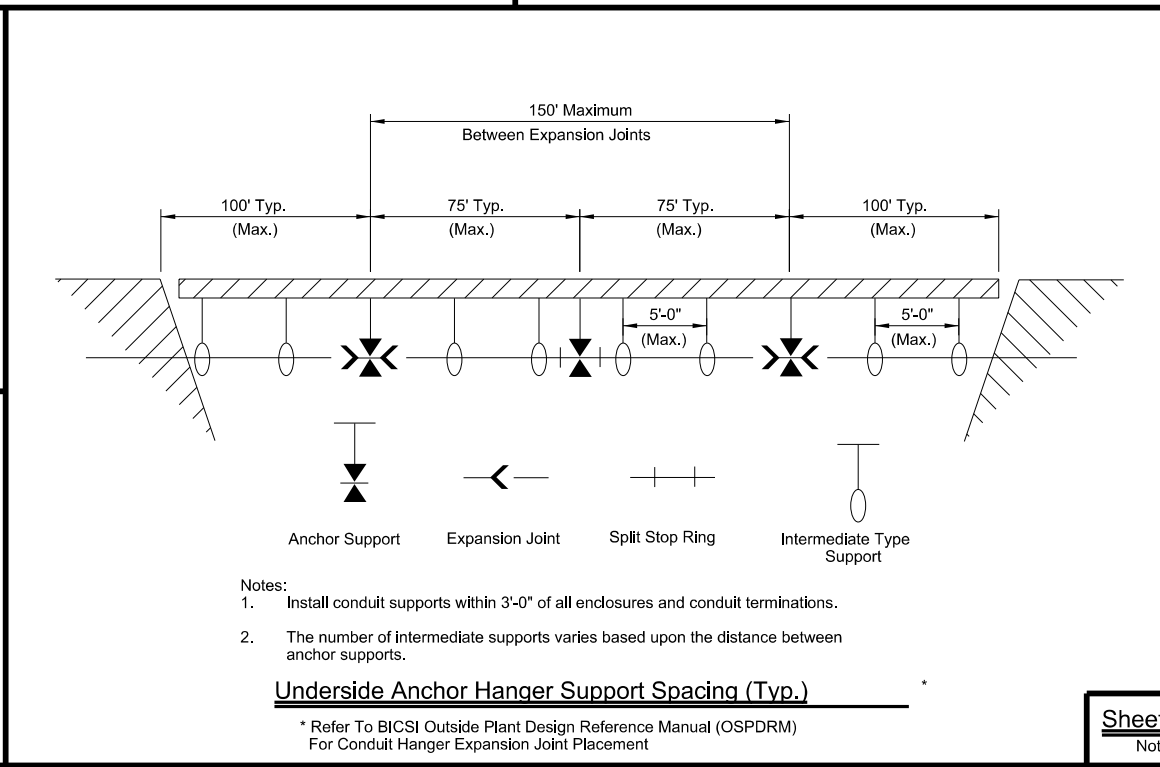 150' Maximum
Between Expansion Joints
100' Typ.
(Max.)
75' Typ.
(Max.)
75' Typ.
(Max.)
100' Typ.
(Max.)
5'-0"
(Max.)
5'-0"
(Max.)
Anchor Support
Expansion Joint
Split Stop Ring
Intermediate Type
Support
Notes:
1. Install conduit supports within 3'-0" of all enclosures and conduit terminations.
2. The number of intermediate supports varies based upon the distance between
anchor supports.
Underside Anchor Hanger Support Spacing (Typ.) *
* Refer To BICSI Outside Plant Design Reference Manual (OSPDRM)
For Conduit Hanger Expansion Joint Placement
Sheet
Not